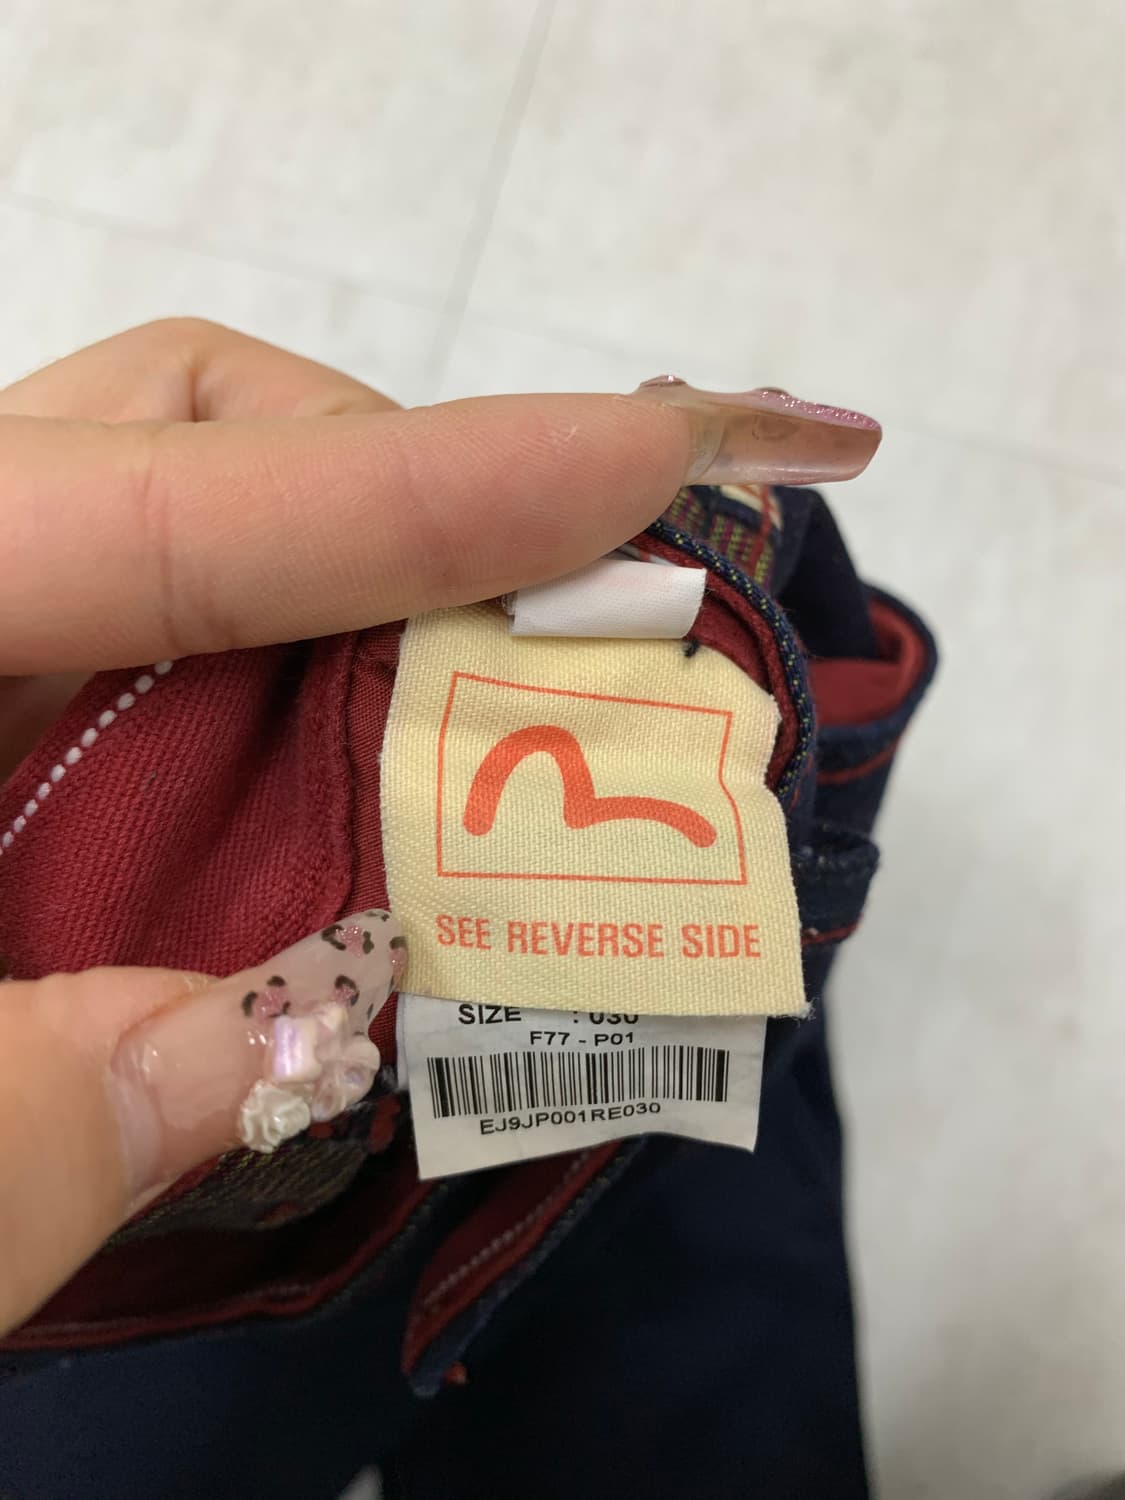 SEE REVERSE SIDE
SIZE : 030
F77 - P01
EJ9JP001RE030